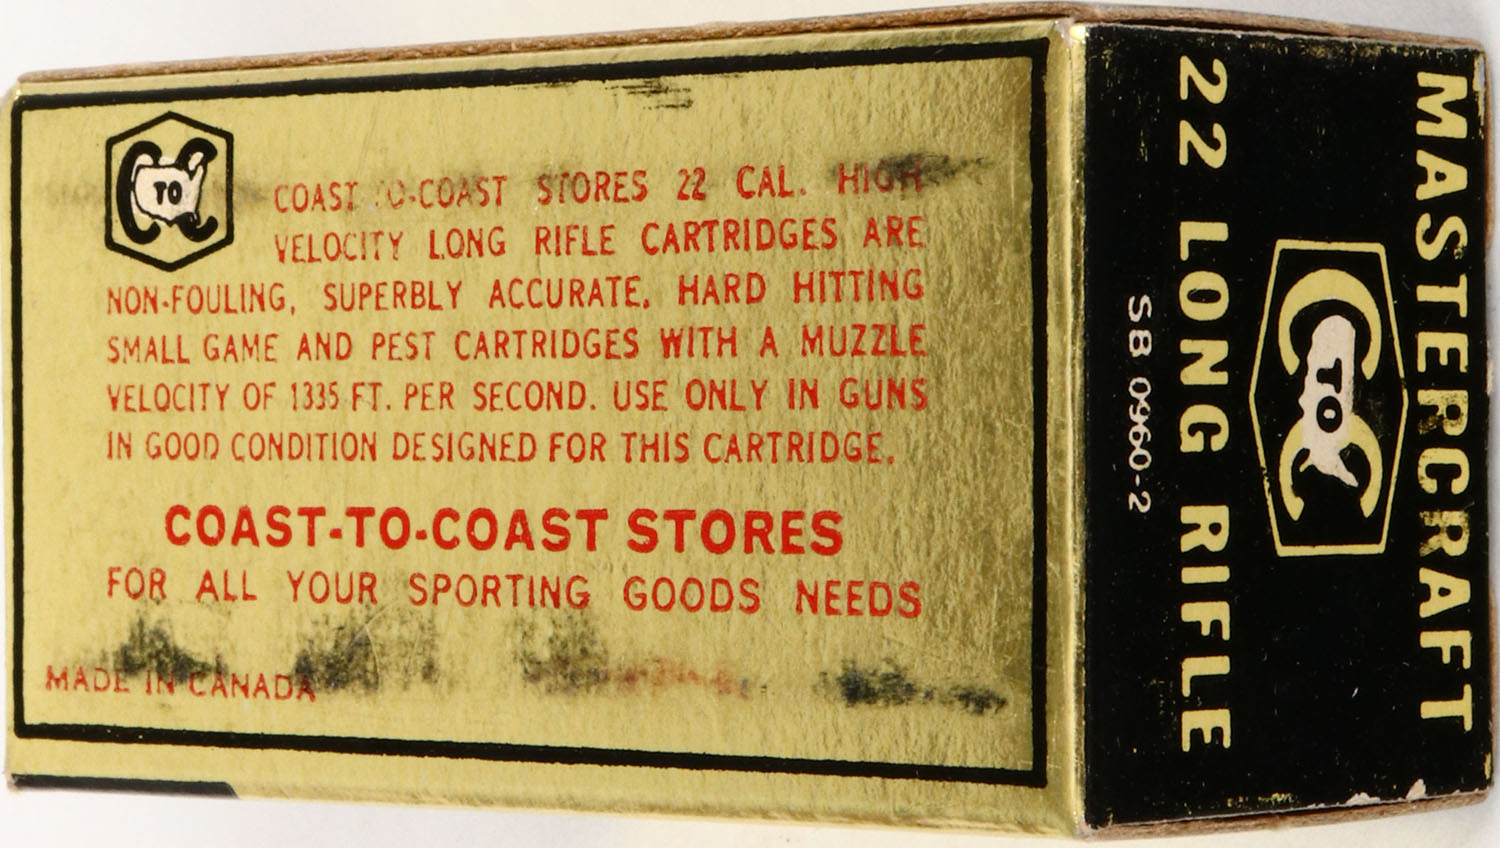 C TO C
COAST-TO-COAST STORES 22 CAL. HIGH
VELOCITY LONG RIFLE CARTRIDGES ARE
NON-FOULING, SUPERBLY ACCURATE, HARD HITTING
SMALL GAME AND PEST CARTRIDGES WITH A MUZZLE
VELOCITY OF 1335 FT. PER SECOND. USE ONLY IN GUNS
IN GOOD CONDITION DESIGNED FOR THIS CARTRIDGE.
COAST-TO-COAST STORES
FOR ALL YOUR SPORTING GOODS NEEDS
MADE IN CANADA
MASTERCRAFT
C TO C
22 LONG RIFLE
SB 0960-2